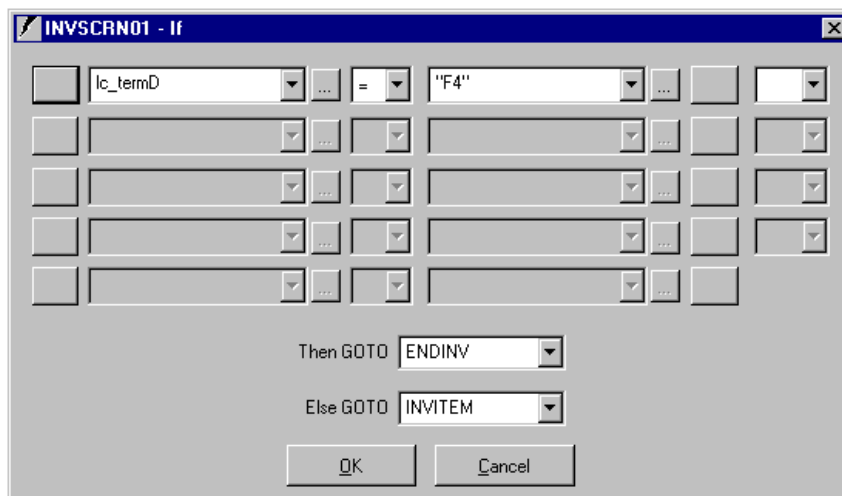 INVSCRN01 - If
lc_termD ... = "F4" ...
... ...
... ...
... ...
... ...
Then GOTO ENDINV
Else GOTO INVITEM
OK Cancel